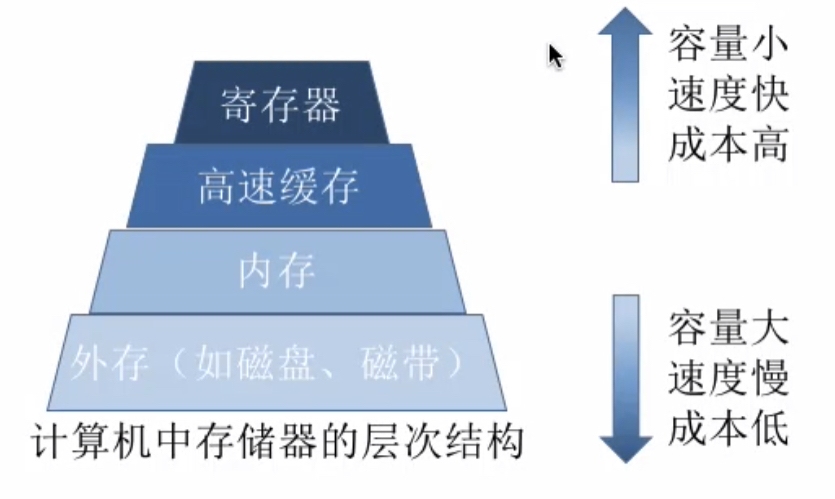 寄存器
高速缓存
内存
外存（如磁盘、磁带）
计算机中存储器的层次结构
容量小
速度快
成本高
容量大
速度慢
成本低